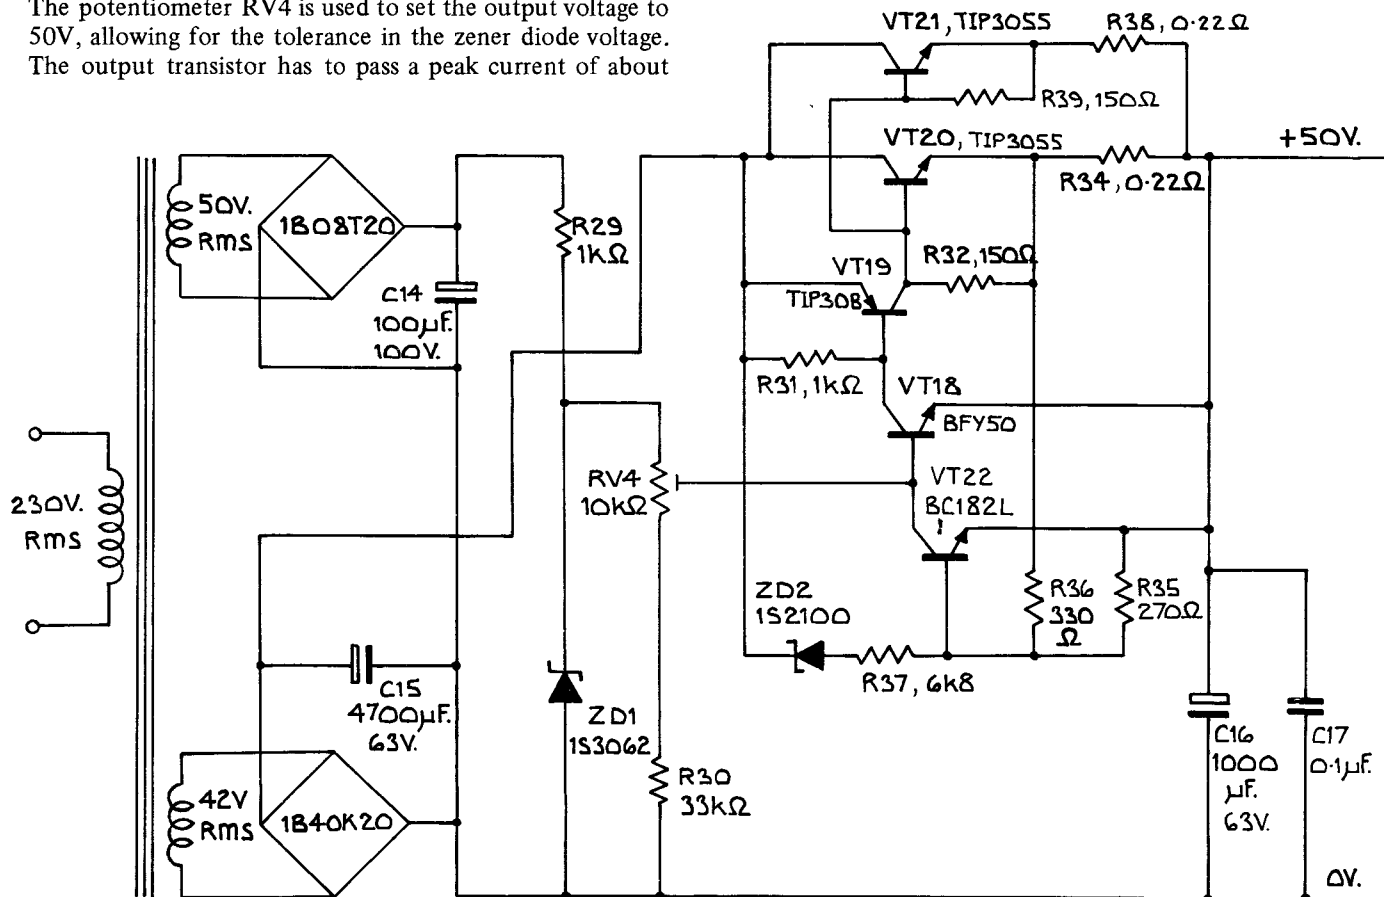 The potentiometer RV4 is used to set the output voltage to
50V, allowing for the tolerance in the zener diode voltage.
The output transistor has to pass a peak current of about
VT21, TIP3055
R38, 0.22Ω
R39, 150Ω
VT20, TIP3055
+50V.
R34, 0.22Ω
50V.
Rms
1B08T20
R29
1kΩ
VT19
R32, 150Ω
TIP30B
C14
100µF.
100V.
R31, 1kΩ
VT18
BFY50
230V.
Rms
RV4
10kΩ
VT22
BC182L
ZD2
1S2100
R36
330
Ω
R35
270Ω
R37, 6k8
C15
4700µF.
63V.
ZD1
1S3062
C16
1000
µF.
63V.
C17
0.1µF.
42V
Rms
1B40K20
R30
33kΩ
0V.